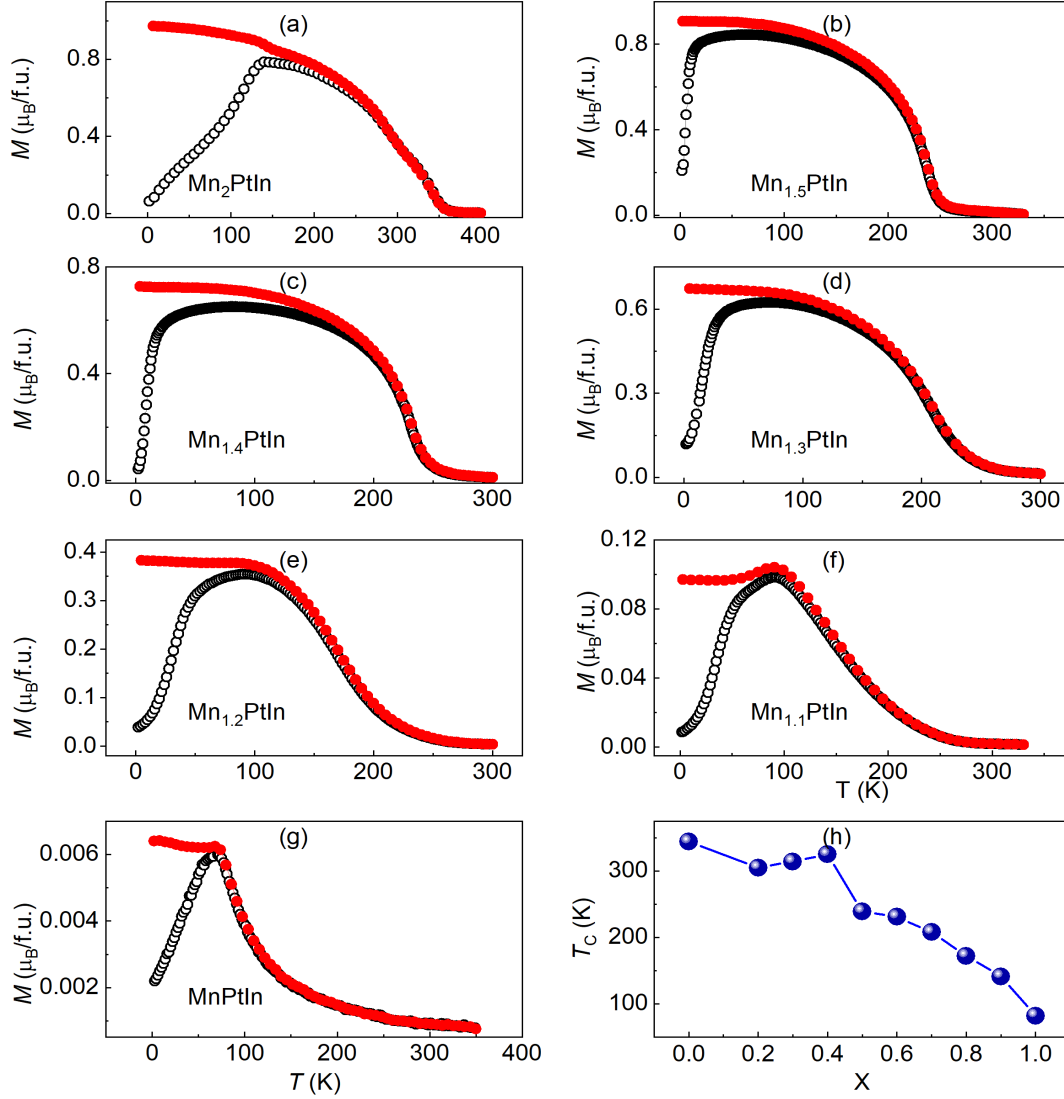 (a)
M (μB/f.u.)
0.8
0.4
0.0
Mn2PtIn
0 100 200 300 400
(b)
M (μB/f.u.)
0.8
0.4
0.0
Mn1.5PtIn
0 100 200 300
(c)
M (μB/f.u.)
0.8
0.4
0.0
Mn1.4PtIn
0 100 200 300
(d)
M (μB/f.u.)
0.6
0.3
0.0
Mn1.3PtIn
0 100 200 300
(e)
M (μB/f.u.)
0.4
0.3
0.2
0.1
0.0
Mn1.2PtIn
0 100 200 300
(f)
M (μB/f.u.)
0.12
0.08
0.04
0.00
Mn1.1PtIn
0 100 200 300
T (K)
(g)
M (μB/f.u.)
0.006
0.004
0.002
MnPtIn
0 100 200 300 400
T (K)
(h)
TC (K)
300
200
100
0.0 0.2 0.4 0.6 0.8 1.0
X